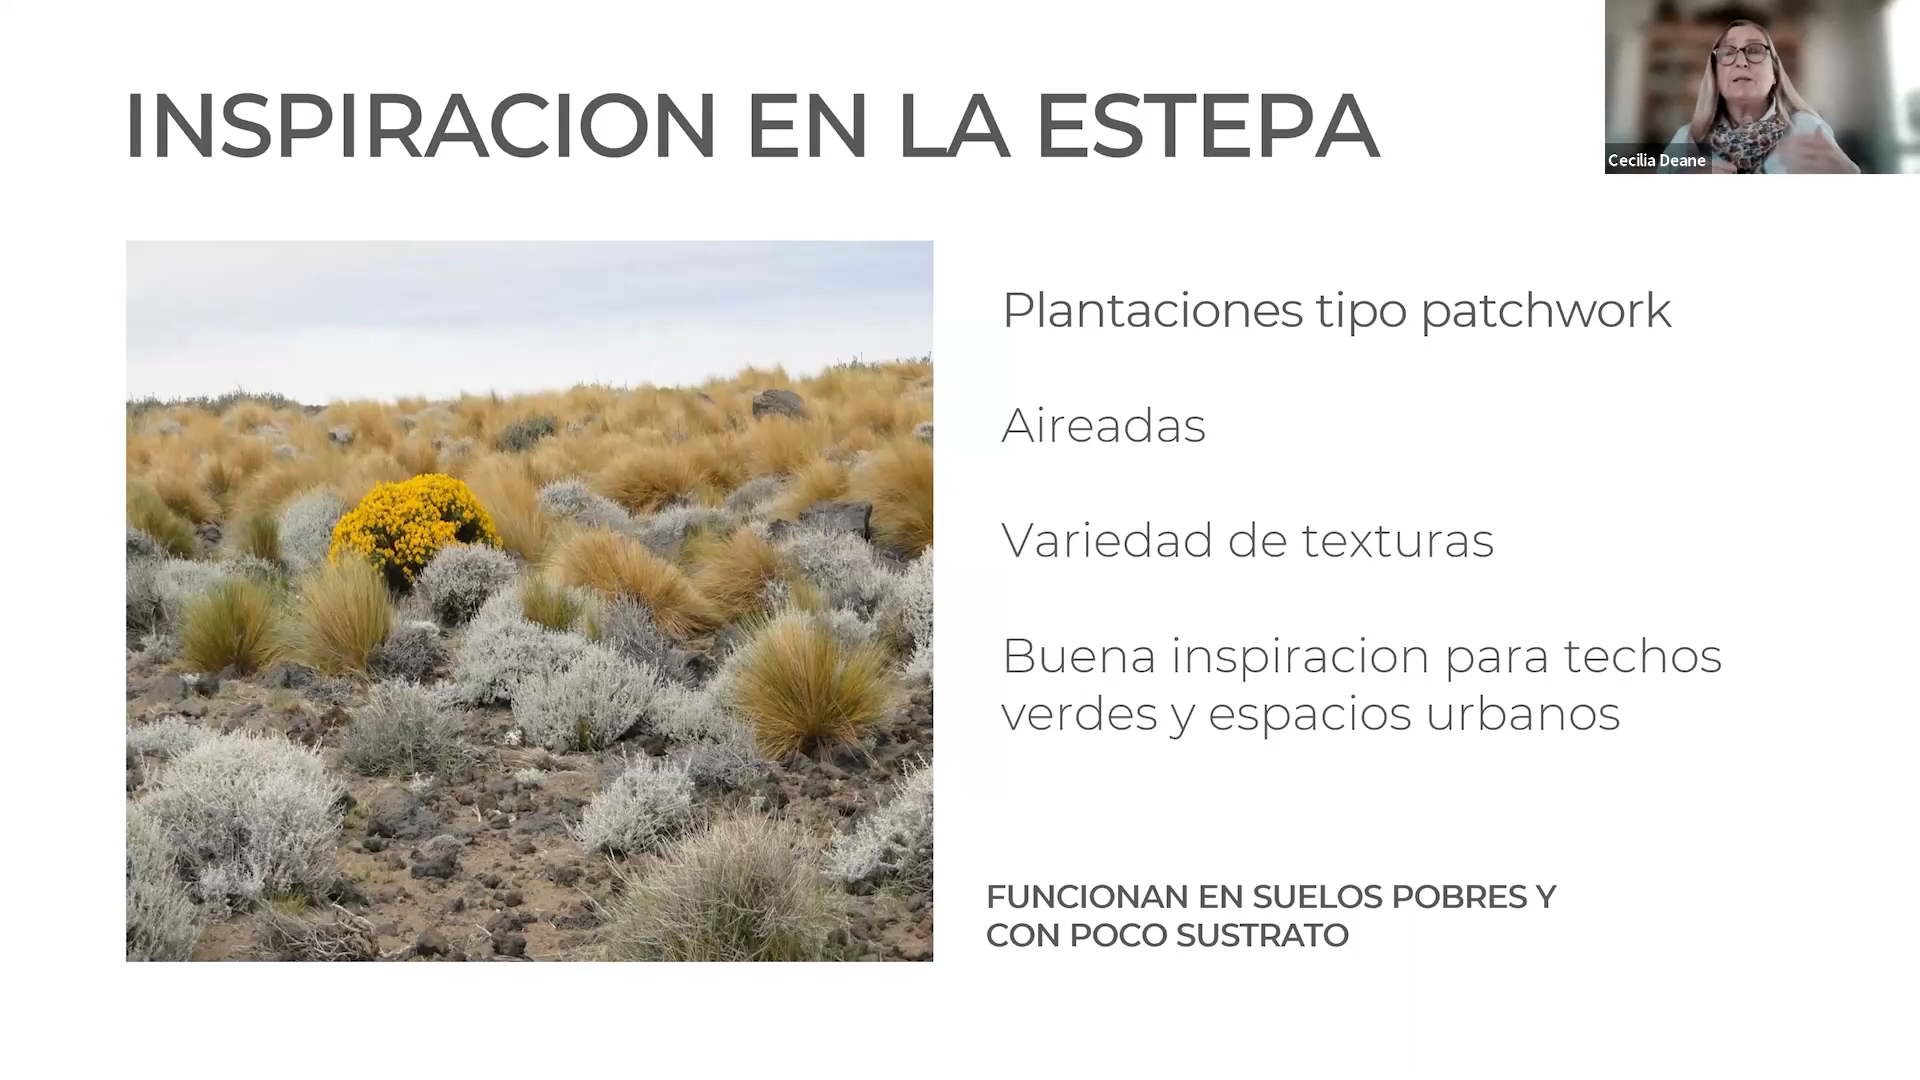 INSPIRACION EN LA ESTEPA
Cecilia Deane
Plantaciones tipo patchwork
Aireadas
Variedad de texturas
Buena inspiracion para techos
verdes y espacios urbanos
FUNCIONAN EN SUELOS POBRES Y
CON POCO SUSTRATO